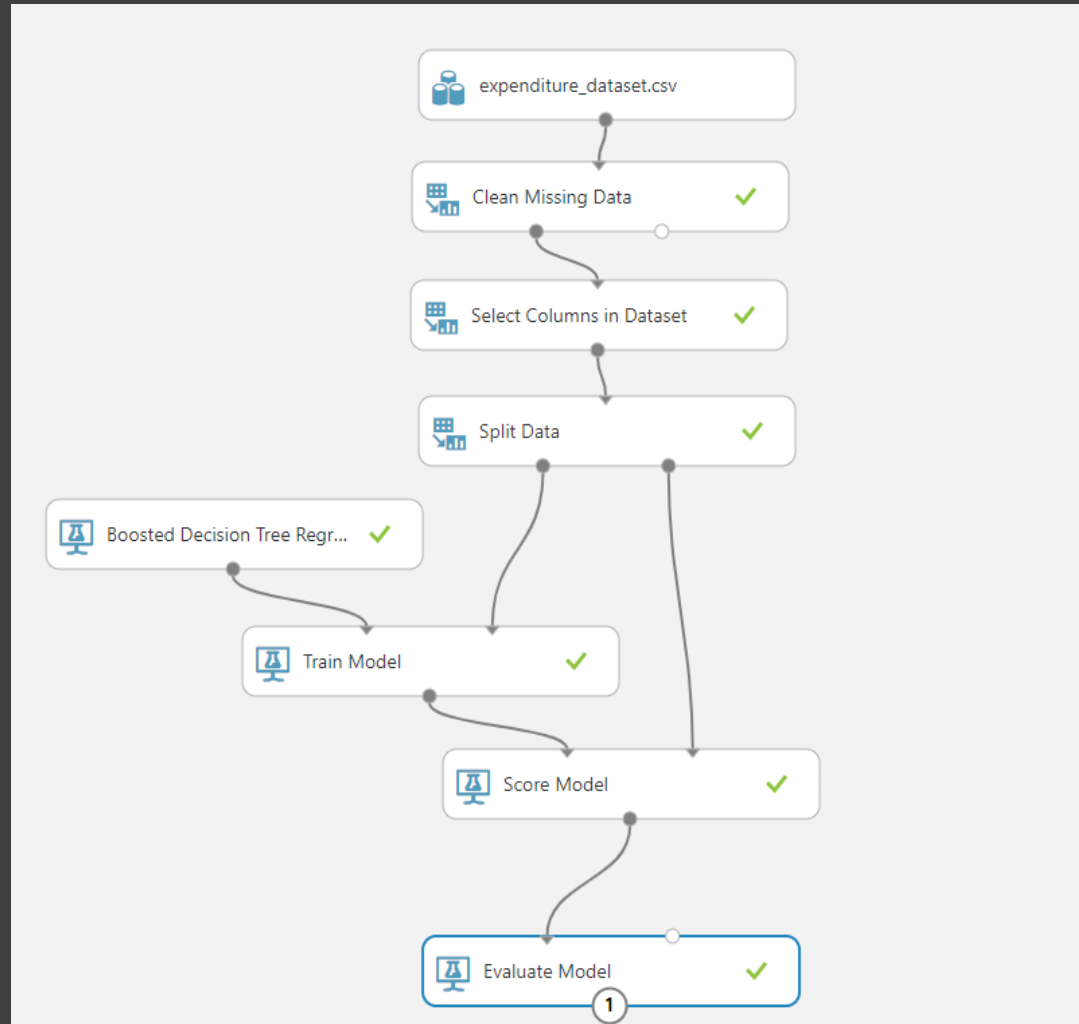 expenditure_dataset.csv
Clean Missing Data
Select Columns in Dataset
Split Data
Boosted Decision Tree Regr...
Train Model
Score Model
Evaluate Model
1